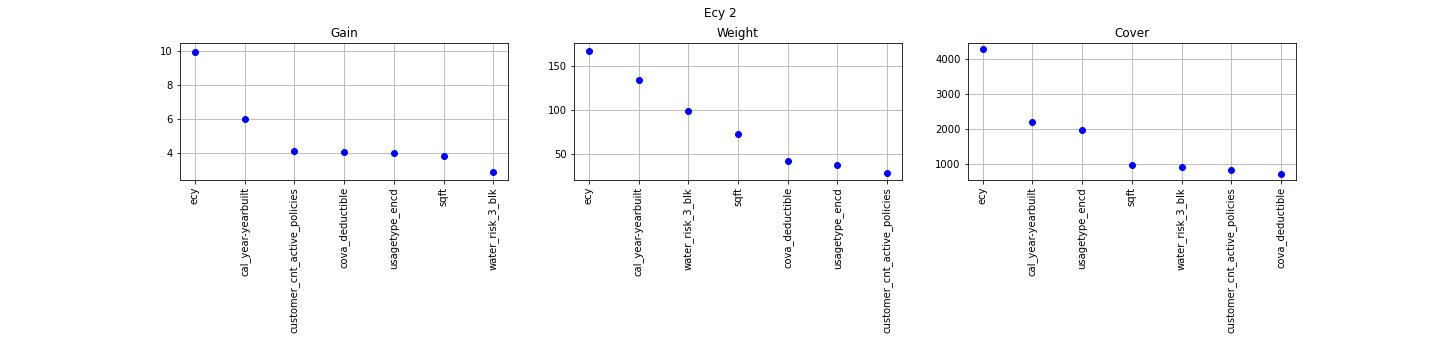 Ecy 2
Gain
10
8
6
4
ecy
cal_year-yearbuilt
customer_cnt_active_policies
cova_deductible
usagetype_encd
sqft
water_risk_3_blk
Weight
150
100
50
ecy
cal_year-yearbuilt
water_risk_3_blk
sqft
cova_deductible
usagetype_encd
customer_cnt_active_policies
Cover
4000
3000
2000
1000
ecy
cal_year-yearbuilt
usagetype_encd
sqft
water_risk_3_blk
customer_cnt_active_policies
cova_deductible